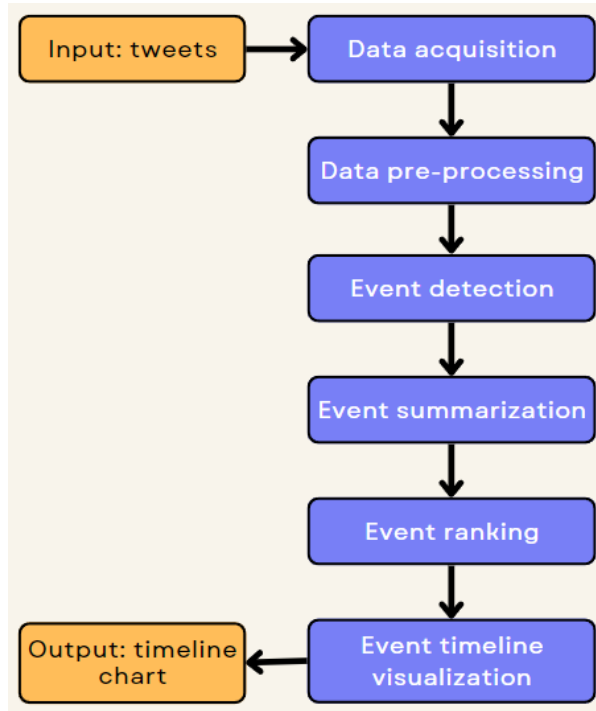 Input: tweets
Data acquisition
Data pre-processing
Event detection
Event summarization
Event ranking
Event timeline
visualization
Output: timeline
chart